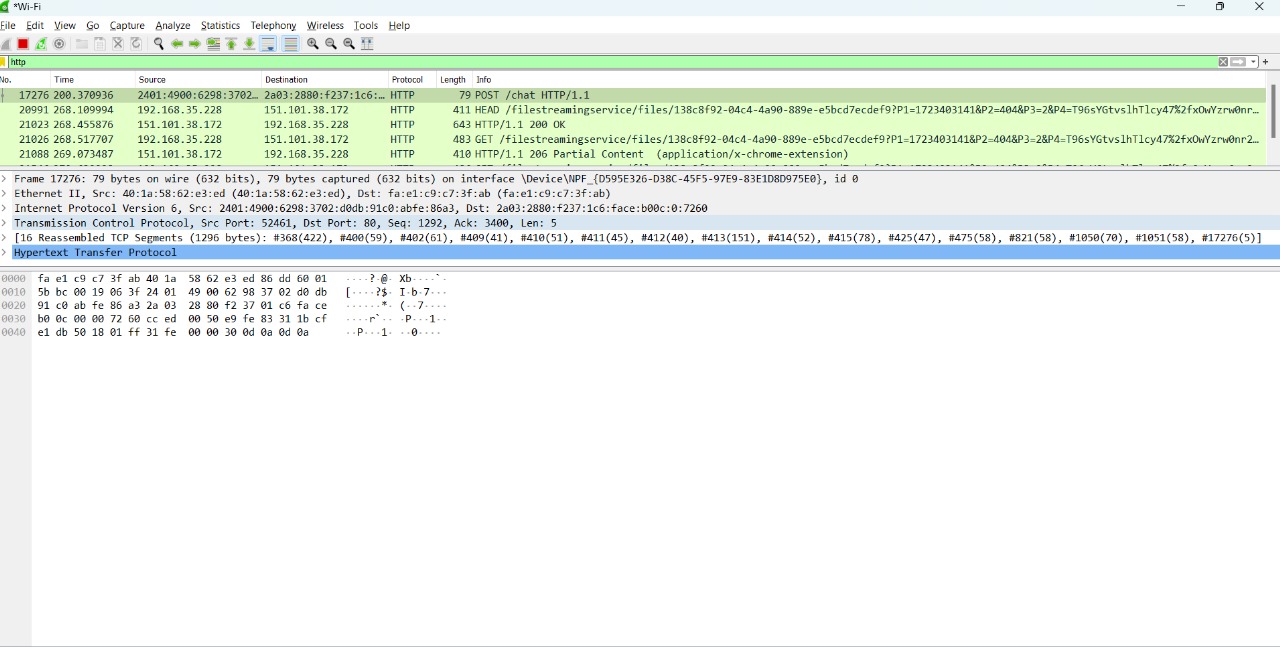 *Wi-Fi
File Edit View Go Capture Analyze Statistics Telephony Wireless Tools Help
http
No. Time Source Destination Protocol Length Info
17276 200.370936 2401:4900:6298:3702… 2a03:2880:f237:1c6:… HTTP 79 POST /chat HTTP/1.1
20991 268.109994 192.168.35.228 151.101.38.172 HTTP 411 HEAD /filestreamingservice/files/138c8f92-04c4-4a90-889e-e5bcd7ecdef9?P1=1723403141&P2=404&P3=2&P4=T96sYGtvslhTlcy47%2fxOwYzrw0nr…
21023 268.455876 151.101.38.172 192.168.35.228 HTTP 643 HTTP/1.1 200 OK
21026 268.517707 192.168.35.228 151.101.38.172 HTTP 483 GET /filestreamingservice/files/138c8f92-04c4-4a90-889e-e5bcd7ecdef9?P1=1723403141&P2=404&P3=2&P4=T96sYGtvslhTlcy47%2fxOwYzrw0nr2…
21088 269.073487 151.101.38.172 192.168.35.228 HTTP 410 HTTP/1.1 206 Partial Content (application/x-chrome-extension)
Frame 17276: 79 bytes on wire (632 bits), 79 bytes captured (632 bits) on interface \Device\NPF_{D595E326-D38C-45F5-97E9-83E1D8D975E0}, id 0
Ethernet II, Src: 40:1a:58:62:e3:ed (40:1a:58:62:e3:ed), Dst: fa:e1:c9:c7:3f:ab (fa:e1:c9:c7:3f:ab)
Internet Protocol Version 6, Src: 2401:4900:6298:3702:d0db:91c0:abfe:86a3, Dst: 2a03:2880:f237:1c6:face:b00c:0:7260
Transmission Control Protocol, Src Port: 52461, Dst Port: 80, Seq: 1292, Ack: 3400, Len: 5
[16 Reassembled TCP Segments (1296 bytes): #368(422), #400(59), #402(61), #409(41), #410(51), #411(45), #412(40), #413(151), #414(52), #415(78), #425(47), #475(58), #821(58), #1050(70), #1051(58), #17276(5)]
Hypertext Transfer Protocol
0000 fa e1 c9 c7 3f ab 40 1a 58 62 e3 ed 86 dd 60 01 ····?·@· Xb····`·
0010 5b bc 00 19 06 3f 24 01 49 00 62 98 37 02 d0 db [····?$· I·b·7···
0020 91 c0 ab fe 86 a3 2a 03 28 80 f2 37 01 c6 fa ce ······*· (··7····
0030 b0 0c 00 00 72 60 cc ed 00 50 e9 fe 83 31 1b cf ····r`·· ·P···1··
0040 e1 db 50 18 01 ff 31 fe 00 00 30 0d 0a 0d 0a ··P···1· ··0····